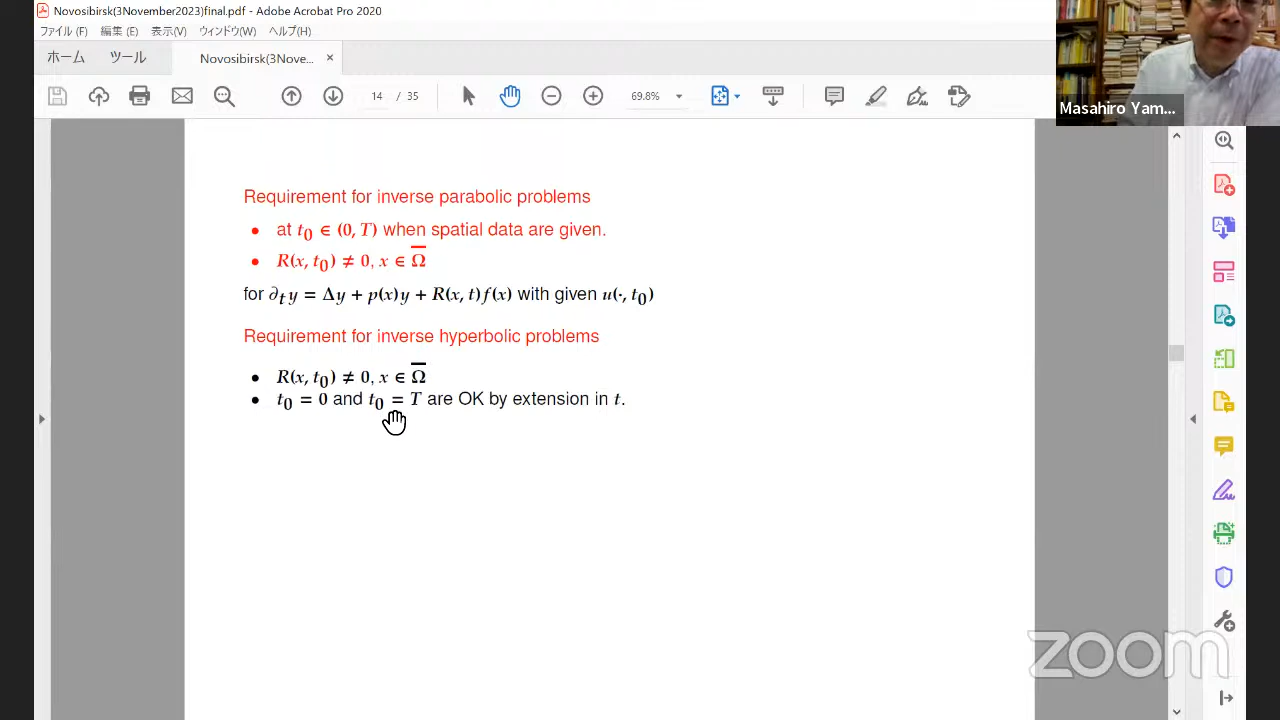 Novosibirsk(3November2023)final.pdf - Adobe Acrobat Pro 2020
ファイル (F) 編集 (E) 表示(V) ウィンドウ(W) ヘルプ(H)
ホーム ツール Novosibirsk(3Nove... ×
14 / 35 69.8%
Masahiro Yam...
Requirement for inverse parabolic problems
• at t₀ ∈ (0, T) when spatial data are given.
• R(x, t₀) ≠ 0, x ∈ Ω̅
for ∂ₜy = Δy + p(x)y + R(x, t)f(x) with given u(·, t₀)
Requirement for inverse hyperbolic problems
• R(x, t₀) ≠ 0, x ∈ Ω̅
• t₀ = 0 and t₀ = T are OK by extension in t.
zoom